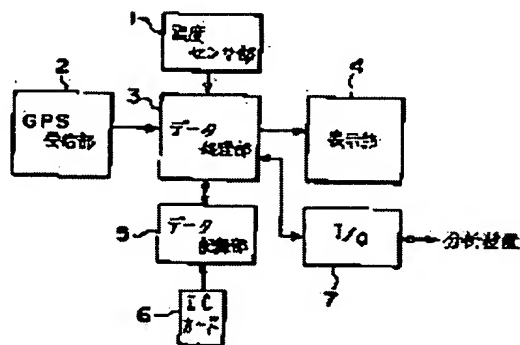 1
温度
センサ部
2
GPS
受信部
3
データ
処理部
4
表示部
5
データ
記録部
6
IC
カード
I/O
7
分析装置